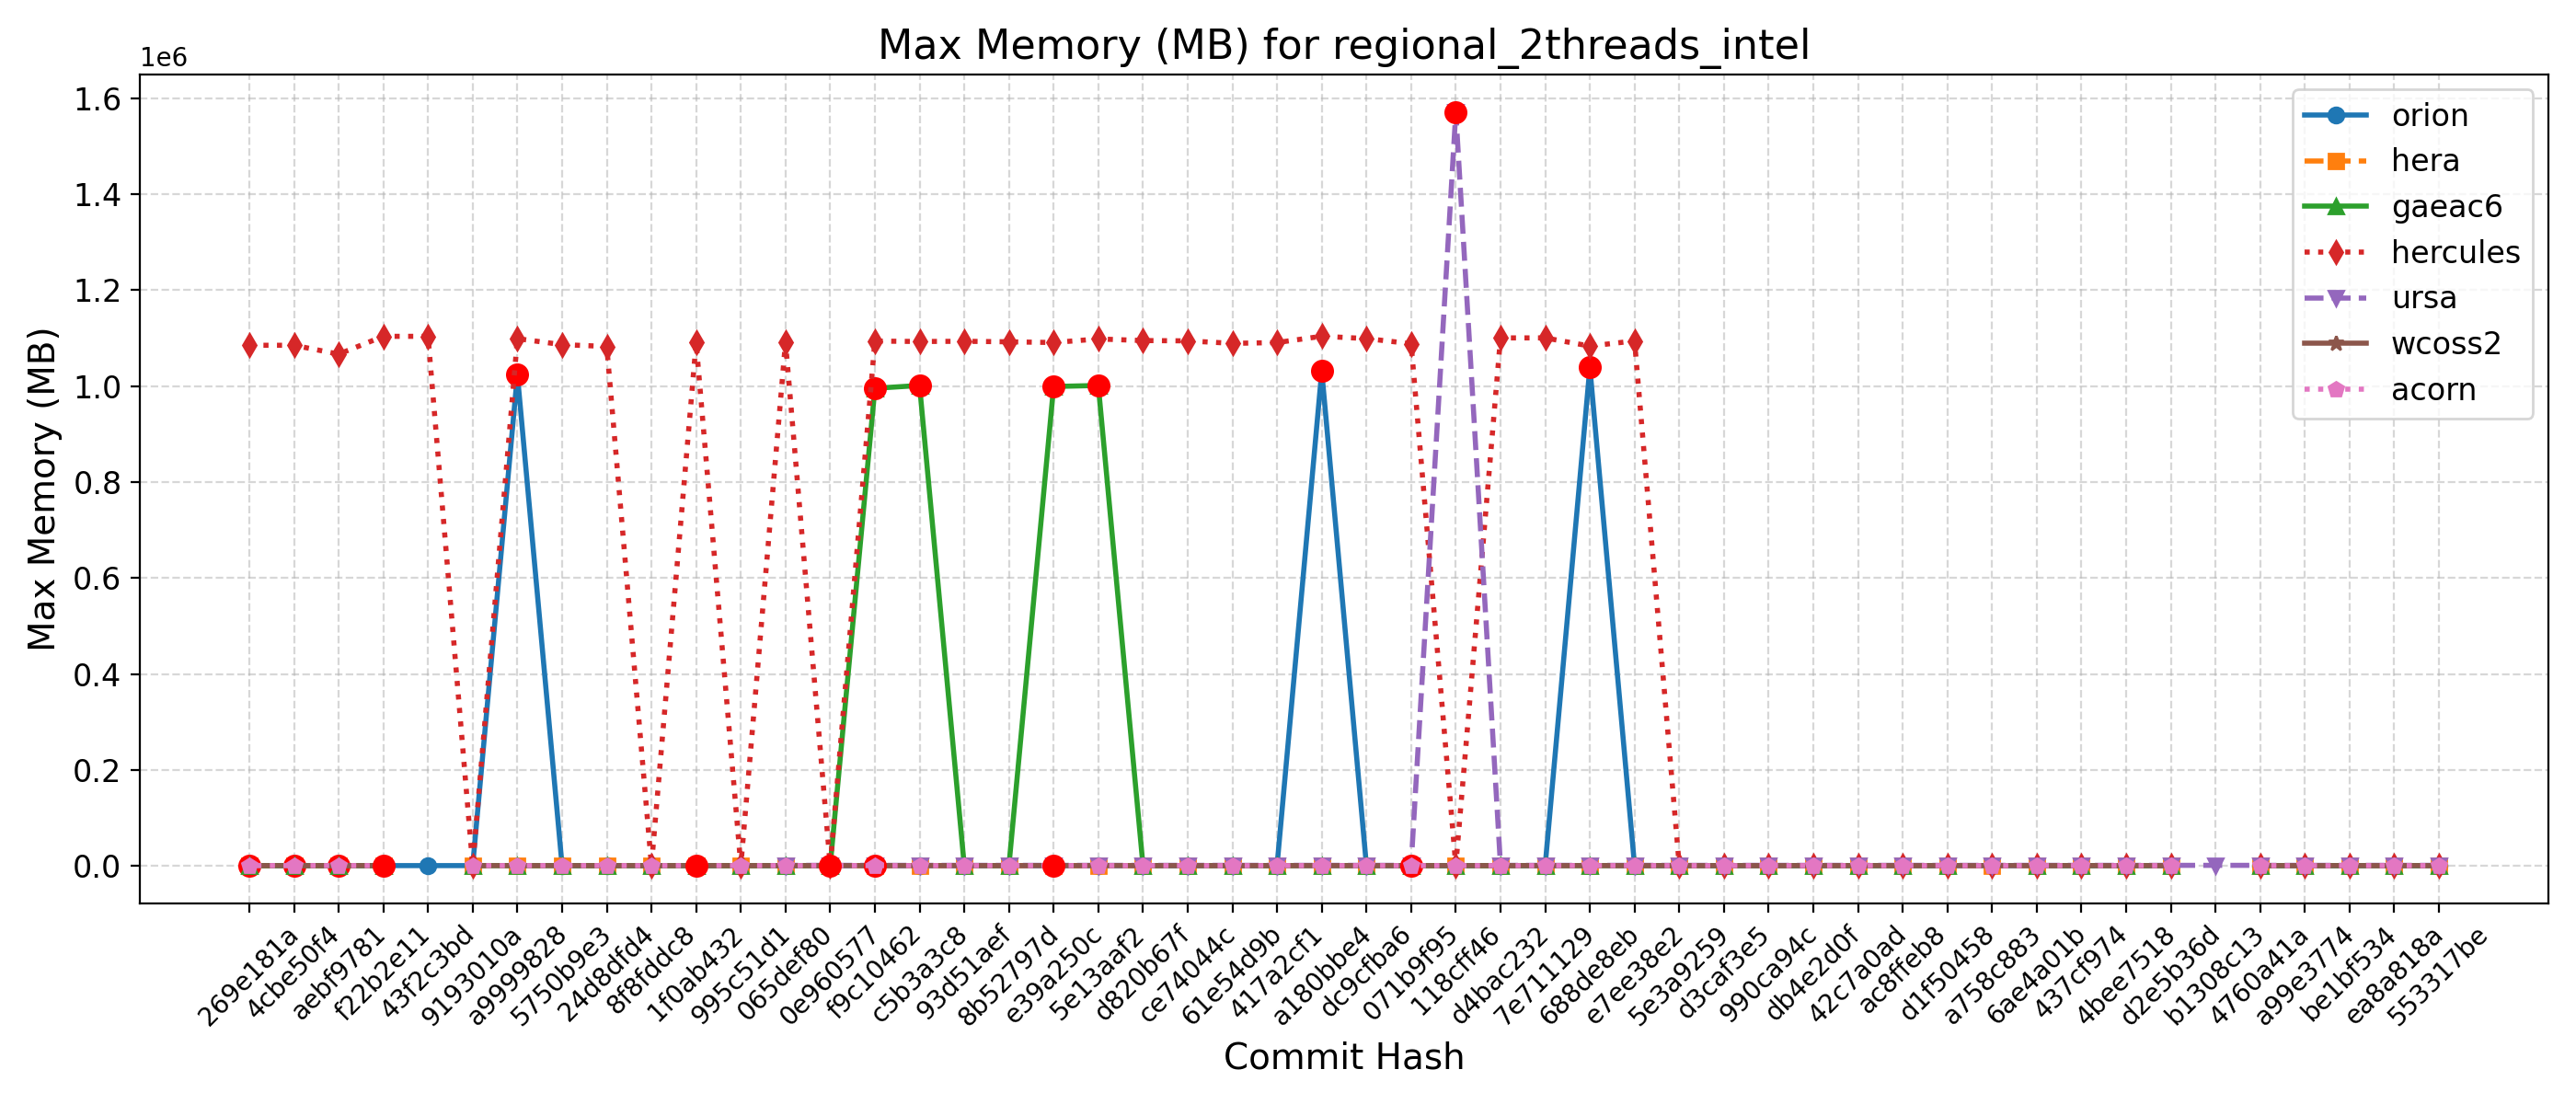 Max Memory (MB) for regional_2threads_intel
1e6
1.6
1.4
1.2
1.0
0.8
0.6
0.4
0.2
0.0
Max Memory (MB)
orion
hera
gaeac6
hercules
ursa
wcoss2
acorn
269e181a
4cbe50f4
aebf9781
f22b2e11
43f2c3bd
9193010a
a9999828
5750b9e3
24d8dfd4
8f8fddc8
1f0ab432
995c51d1
065def80
0e960577
f9c10462
c5b3a3c8
93d51aef
8b52797d
e39a250c
5e13aaf2
d820b67f
ce74044c
61e54d9b
417a2cf1
a180bbe4
dc9cfba6
071b9f95
118cff46
d4bac232
7e711129
688de8eb
e7ee38e2
5e3a9259
d3caf3e5
990ca94c
db4e2d0f
42c7a0ad
ac8ffeb8
d1f50458
a758c883
6ae4a01b
437cf974
4bee7518
d2e5b36d
b1308c13
4760a41a
a99e3774
be1bf534
ea8a818a
553317be
Commit Hash